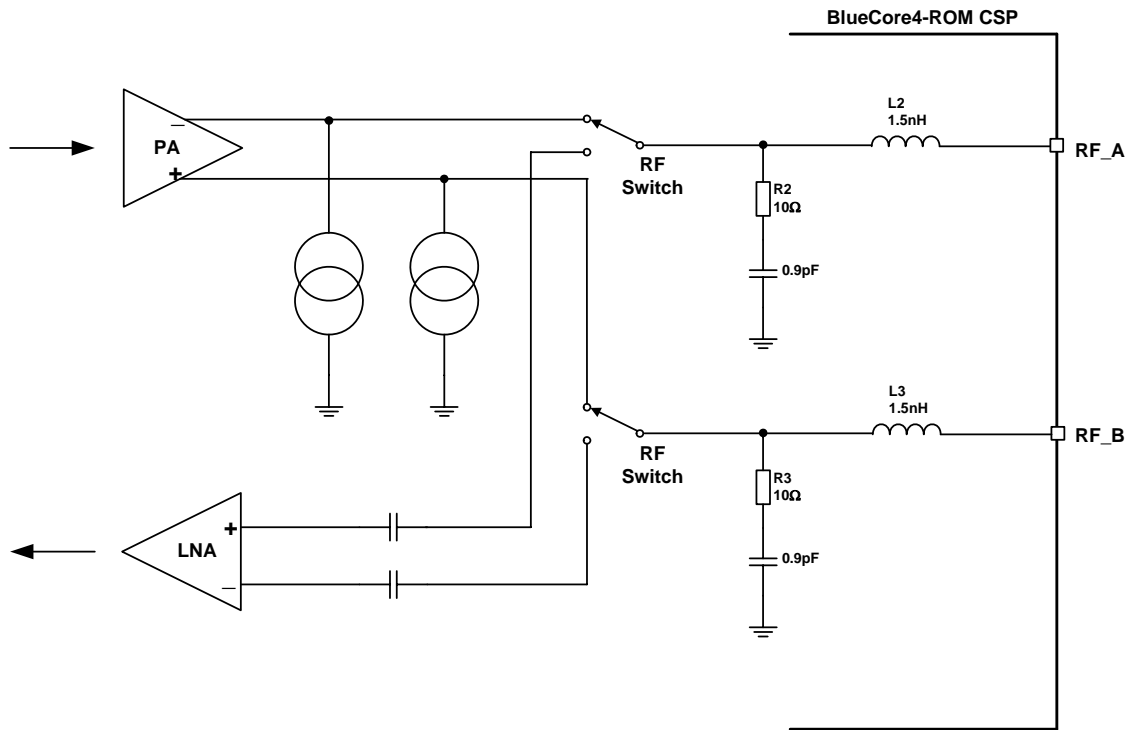 BlueCore4-ROM CSP
L2
1.5nH
PA
−
+
RF
Switch
RF_A
R2
10Ω
0.9pF
L3
1.5nH
RF
Switch
RF_B
R3
10Ω
0.9pF
LNA
+
−